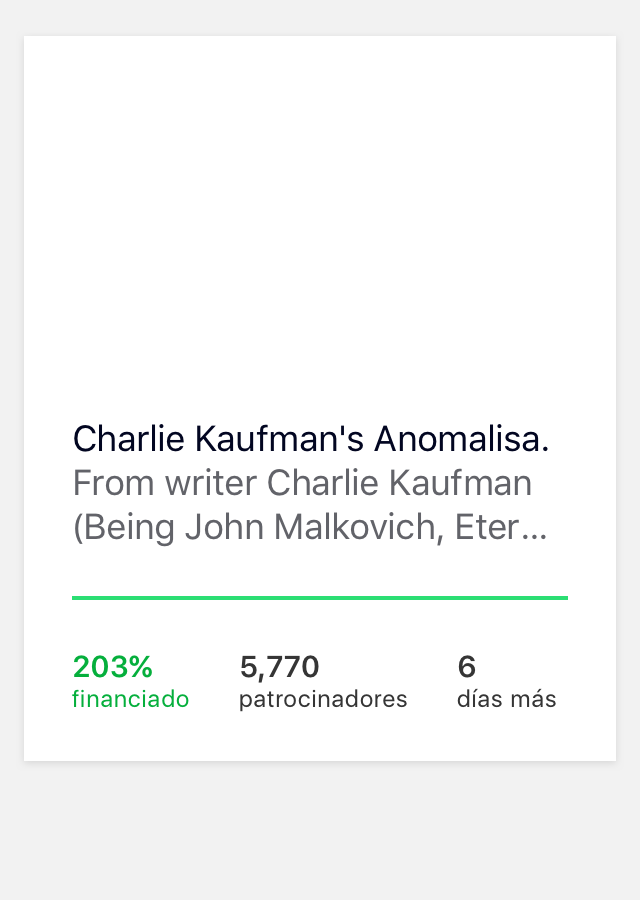 Charlie Kaufman's Anomalisa.
From writer Charlie Kaufman
(Being John Malkovich, Eter...
203% 5,770 6
financiado patrocinadores días más